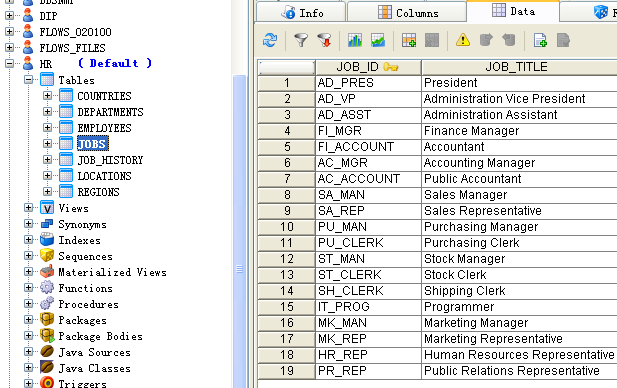 DIP
FLOWS_020100
FLOWS_FILES
HR ( Default )
Tables
COUNTRIES
DEPARTMENTS
EMPLOYEES
JOBS
JOB_HISTORY
LOCATIONS
REGIONS
Views
Synonyms
Indexes
Sequences
Materialized Views
Functions
Procedures
Packages
Package Bodies
Java Sources
Java Classes
Triggers
Info Columns Data
JOB_ID JOB_TITLE
1 AD_PRES President
2 AD_VP Administration Vice President
3 AD_ASST Administration Assistant
4 FI_MGR Finance Manager
5 FI_ACCOUNT Accountant
6 AC_MGR Accounting Manager
7 AC_ACCOUNT Public Accountant
8 SA_MAN Sales Manager
9 SA_REP Sales Representative
10 PU_MAN Purchasing Manager
11 PU_CLERK Purchasing Clerk
12 ST_MAN Stock Manager
13 ST_CLERK Stock Clerk
14 SH_CLERK Shipping Clerk
15 IT_PROG Programmer
16 MK_MAN Marketing Manager
17 MK_REP Marketing Representative
18 HR_REP Human Resources Representative
19 PR_REP Public Relations Representative